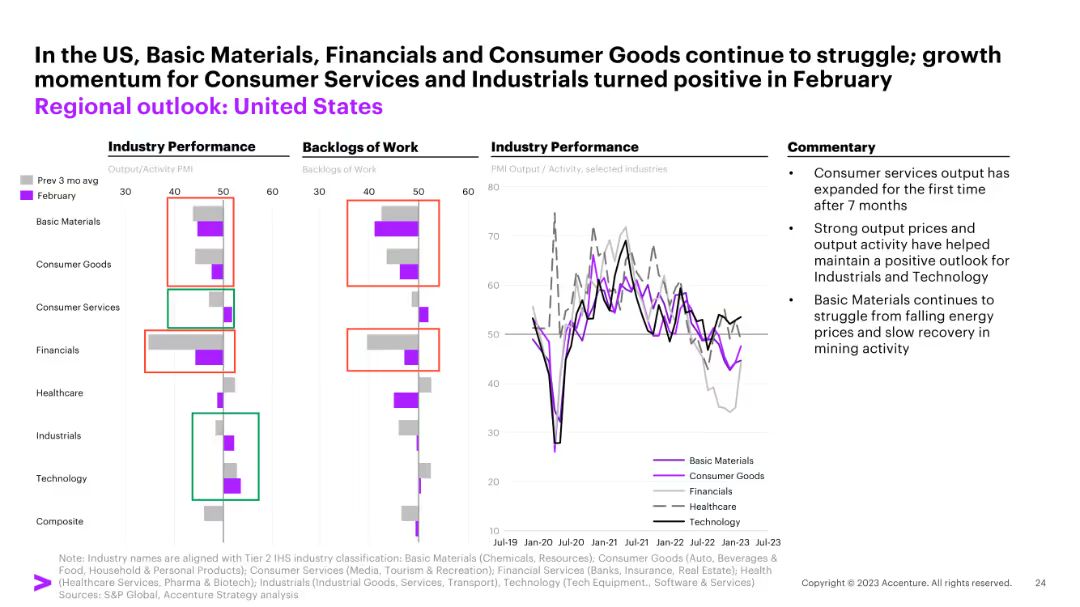 In the US, Basic Materials, Financials and Consumer Goods continue to struggle; growth
momentum for Consumer Services and Industrials turned positive in February
Regional outlook: United States
Industry Performance
Output/Activity PMI
Prev 3 mo avg
February
30 40 50 60
Basic Materials
Consumer Goods
Consumer Services
Financials
Healthcare
Industrials
Technology
Composite
Backlogs of Work
Backlogs of Work
30 40 50 60
Industry Performance
PMI Output / Activity, selected industries
80
70
60
50
40
30
20
10
Jul-19 Jan-20 Jul-20 Jan-21 Jul-21 Jan-22 Jul-22 Jan-23 Jul-23
Basic Materials
Consumer Goods
Financials
Healthcare
Technology
Commentary
• Consumer services output has
expanded for the first time
after 7 months
• Strong output prices and
output activity have helped
maintain a positive outlook for
Industrials and Technology
• Basic Materials continues to
struggle from falling energy
prices and slow recovery in
mining activity
Note: Industry names are aligned with Tier 2 IHS industry classification: Basic Materials (Chemicals, Resources); Consumer Goods (Auto, Beverages &
Food, Household & Personal Products); Consumer Services (Media, Tourism & Recreation); Financial Services (Banks, Insurance, Real Estate); Health
(Healthcare Services, Pharma & Biotech); Industrials (Industrial Goods, Services, Transport), Technology (Tech Equipment., Software & Services)
Sources: S&P Global, Accenture Strategy analysis
Copyright © 2023 Accenture. All rights reserved. 24